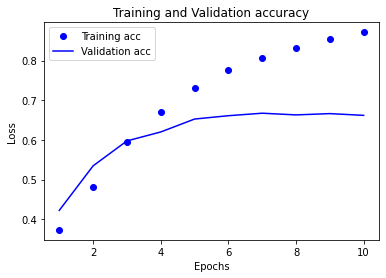 Training and Validation accuracy
Training acc
Validation acc
Loss
0.8
0.7
0.6
0.5
0.4
2
4
6
8
10
Epochs